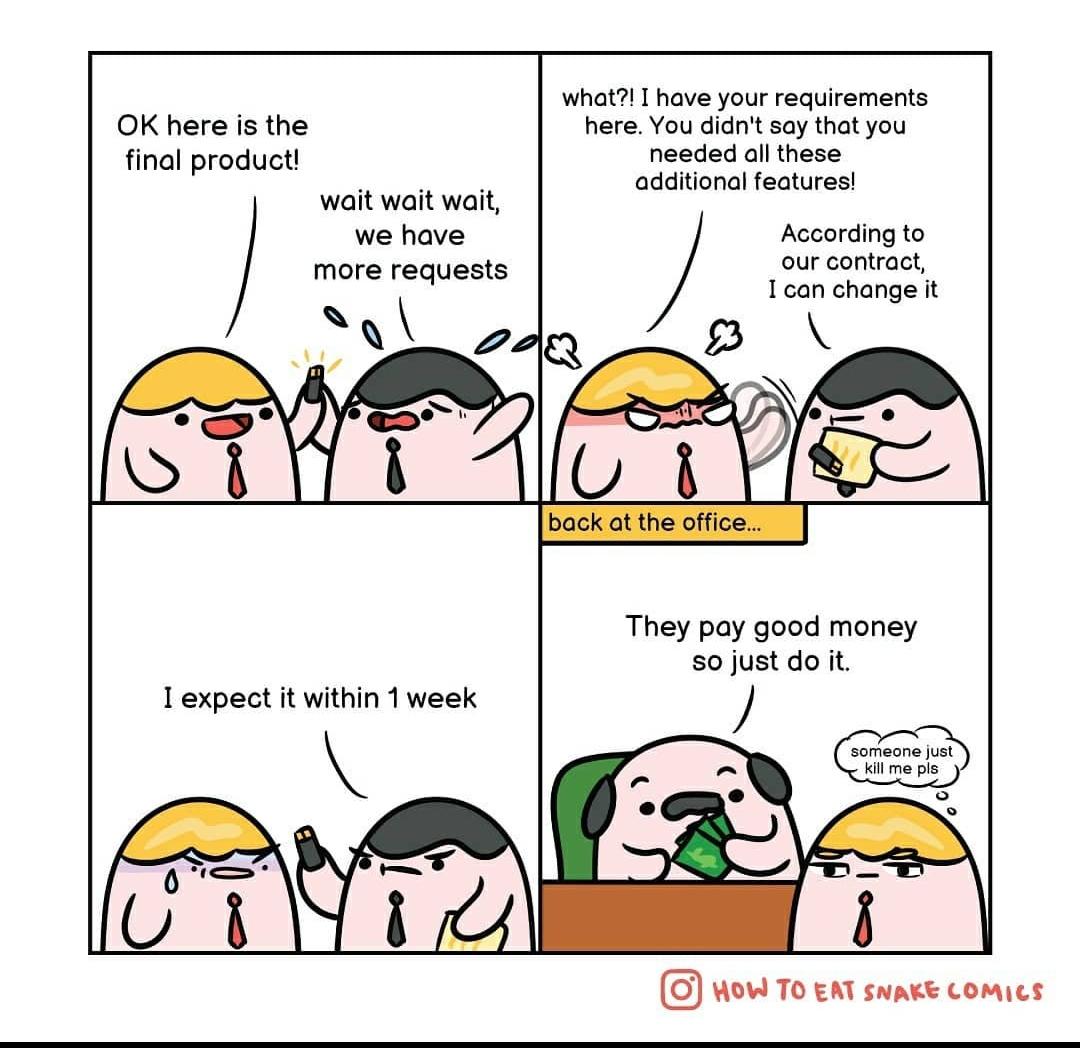 OK here is the
final product!
wait wait wait,
we have
more requests
what?! I have your requirements
here. You didn't say that you
needed all these
additional features!
According to
our contract,
I can change it
I expect it within 1 week
back at the office...
They pay good money
so just do it.
someone just
kill me pls
HOW TO EAT SNAKE COMICS